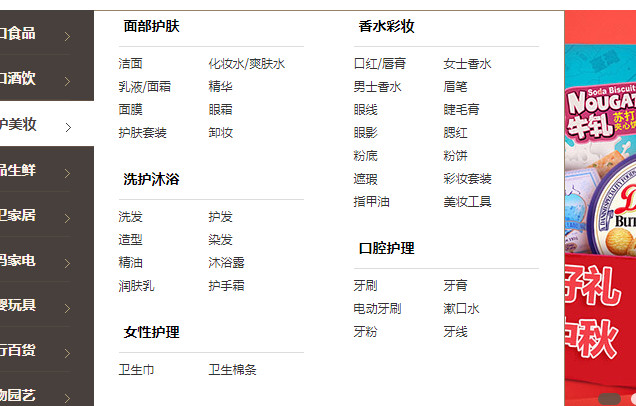 口食品
口酒饮
护美妆
品生鲜
家居
码家电
婴玩具
行百货
物园艺
面部护肤
洁面 化妆水/爽肤水
乳液/面霜 精华
面膜 眼霜
护肤套装 卸妆
洗护沐浴
洗发 护发
造型 染发
精油 沐浴露
润肤乳 护手霜
女性护理
卫生巾 卫生棉条
香水彩妆
口红/唇膏 女士香水
男士香水 眉笔
眼线 睫毛膏
眼影 腮红
粉底 粉饼
遮瑕 彩妆套装
指甲油 美妆工具
口腔护理
牙刷 牙膏
电动牙刷 漱口水
牙粉 牙线
Soda Biscuit
NOUGAT
牛轧
苏打
夹心饼
好礼
中秋